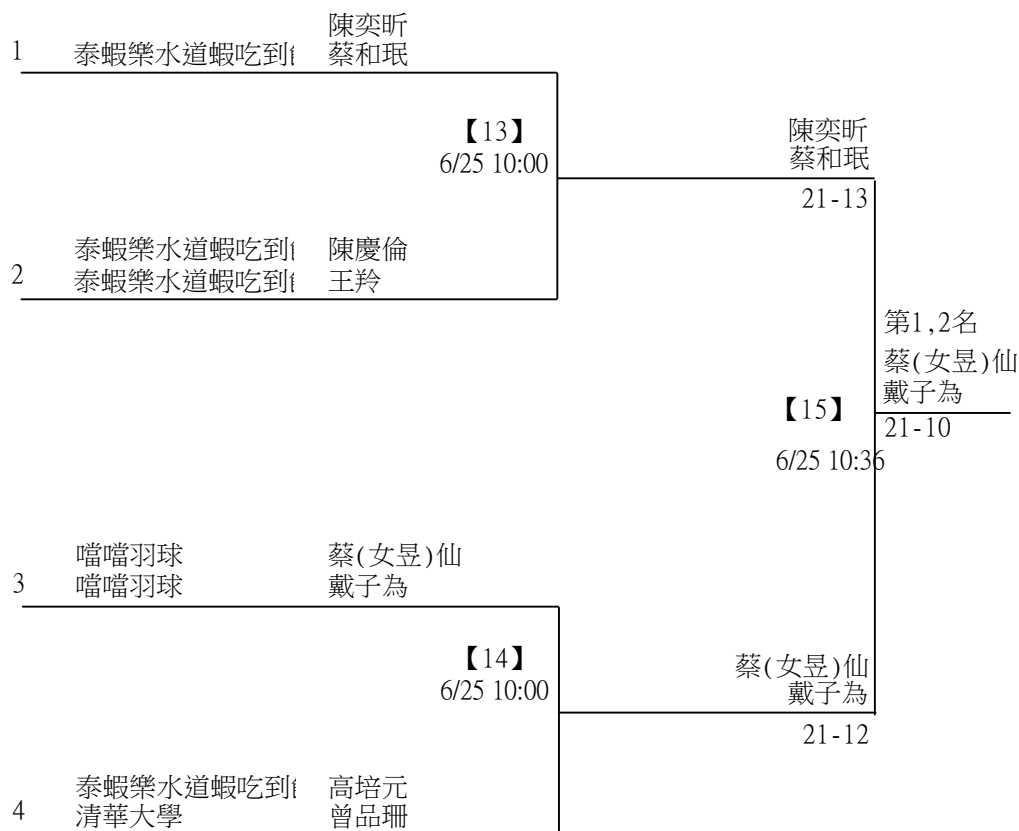 陳奕昕
1 泰蝦樂水道蝦吃到 蔡和珉
【13】
6/25 10:00
陳奕昕
蔡和珉
21-13
泰蝦樂水道蝦吃到 陳慶倫
2 泰蝦樂水道蝦吃到 王羚
第1,2名
蔡(女昱)仙
戴子為
【15】
21-10
6/25 10:36
噹噹羽球 蔡(女昱)仙
3 噹噹羽球 戴子為
【14】
6/25 10:00
蔡(女昱)仙
戴子為
21-12
泰蝦樂水道蝦吃到 高培元
4 清華大學 曾品珊